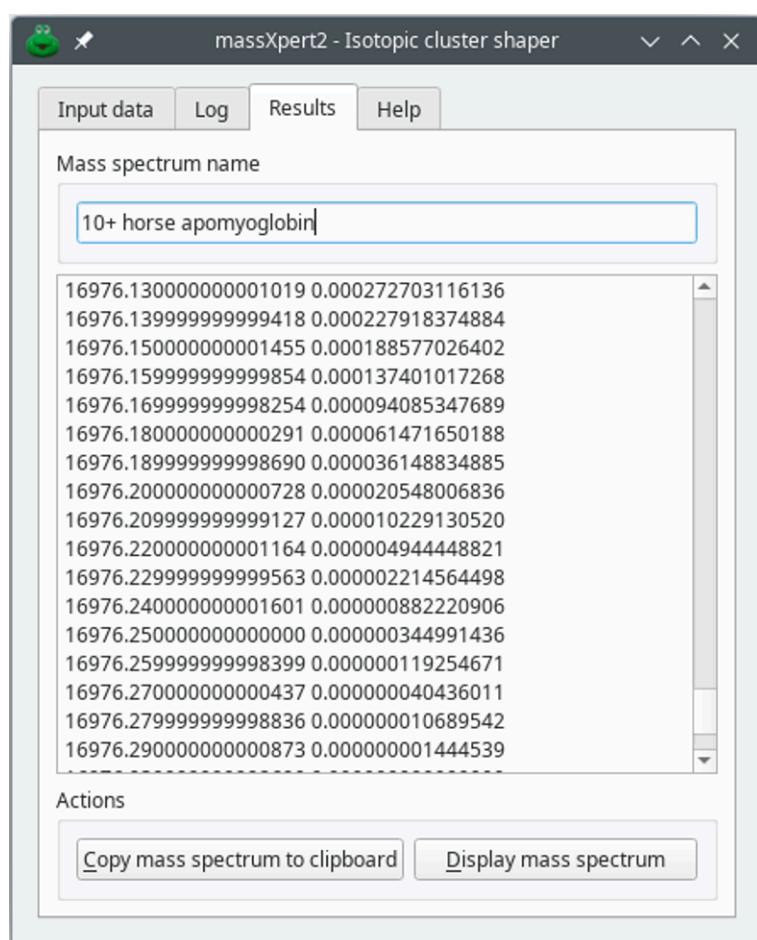 massXpert2 - Isotopic cluster shaper
Input data Log Results Help
Mass spectrum name
10+ horse apomyoglobin
16976.130000000001019 0.000272703116136
16976.139999999999418 0.000227918374884
16976.150000000001455 0.000188577026402
16976.159999999999854 0.000137401017268
16976.169999999998254 0.000094085347689
16976.180000000000291 0.000061471650188
16976.189999999998690 0.000036148834885
16976.200000000000728 0.000020548006836
16976.209999999999127 0.000010229130520
16976.220000000001164 0.000004944448821
16976.229999999999563 0.000002214564498
16976.240000000001601 0.000000882220906
16976.250000000000000 0.000000344991436
16976.259999999998399 0.000000119254671
16976.270000000000437 0.000000040436011
16976.279999999998836 0.000000010689542
16976.290000000000873 0.000000001444539
Actions
Copy mass spectrum to clipboard Display mass spectrum